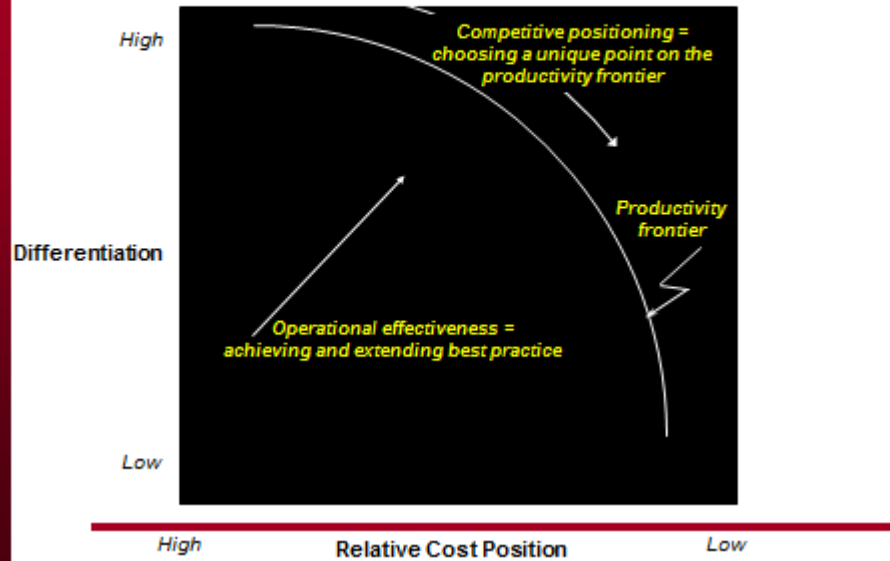 High
Competitive positioning =
choosing a unique point on the
productivity frontier
Productivity
frontier
Differentiation
Operational effectiveness =
achieving and extending best practice
Low
High
Relative Cost Position
Low